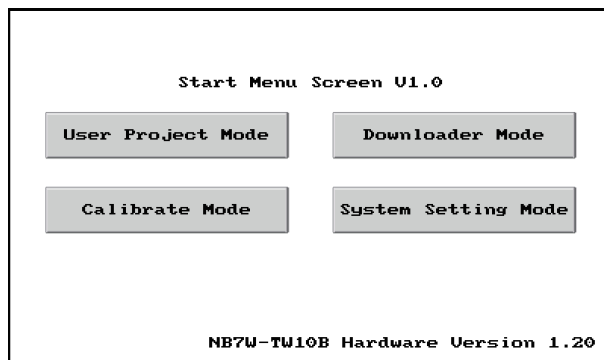 Start Menu Screen V1.0
User Project Mode
Downloader Mode
Calibrate Mode
System Setting Mode
NB7W-TW10B Hardware Version 1.20